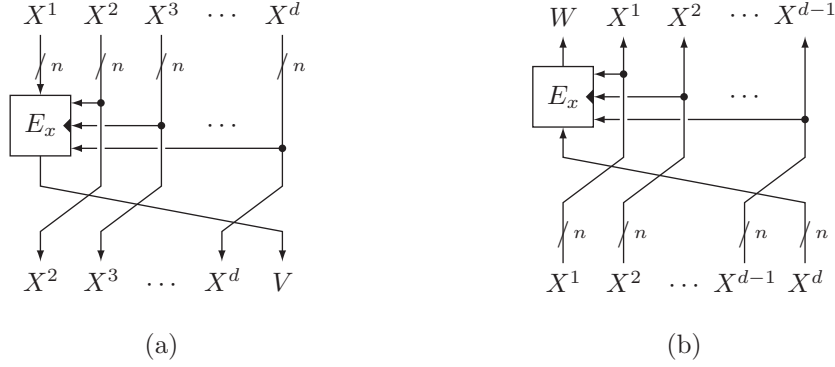 X^1 X^2 X^3 ⋯ X^d
n n n n
E_x ⋯
X^2 X^3 ⋯ X^d V
(a)
W X^1 X^2 ⋯ X^{d−1}
E_x ⋯
n n n n
X^1 X^2 ⋯ X^{d−1} X^d
(b)